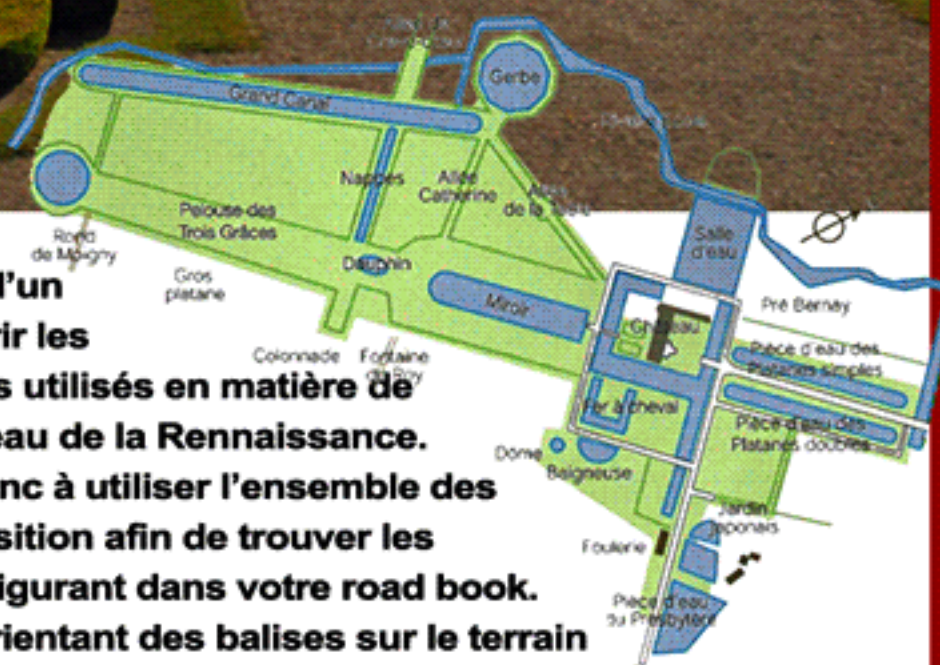 Gerbe
Grand Canal
Nappes
Allée
Catherine
Allée
de la
Pelouse des
Trois Grâces
Salle
d'eau
Rond
de Moigny
Dauphin
Gros
platane
Miroir
Pré Bernay
Château
Pièce d'eau des
Platanes simples
Colonnade
Fontaine
du Roy
Fer à cheval
Pièce d'eau des
Platanes doubles
Dôme
Baigneuse
Jardin
japonais
Foulerie
Pièce d'eau
du Presbytère
d'un
rir les
s utilisés en matière de
eau de la Rennaissance.
nc à utiliser l'ensemble des
sition afin de trouver les
igurant dans votre road book.
rientant des balises sur le terrain